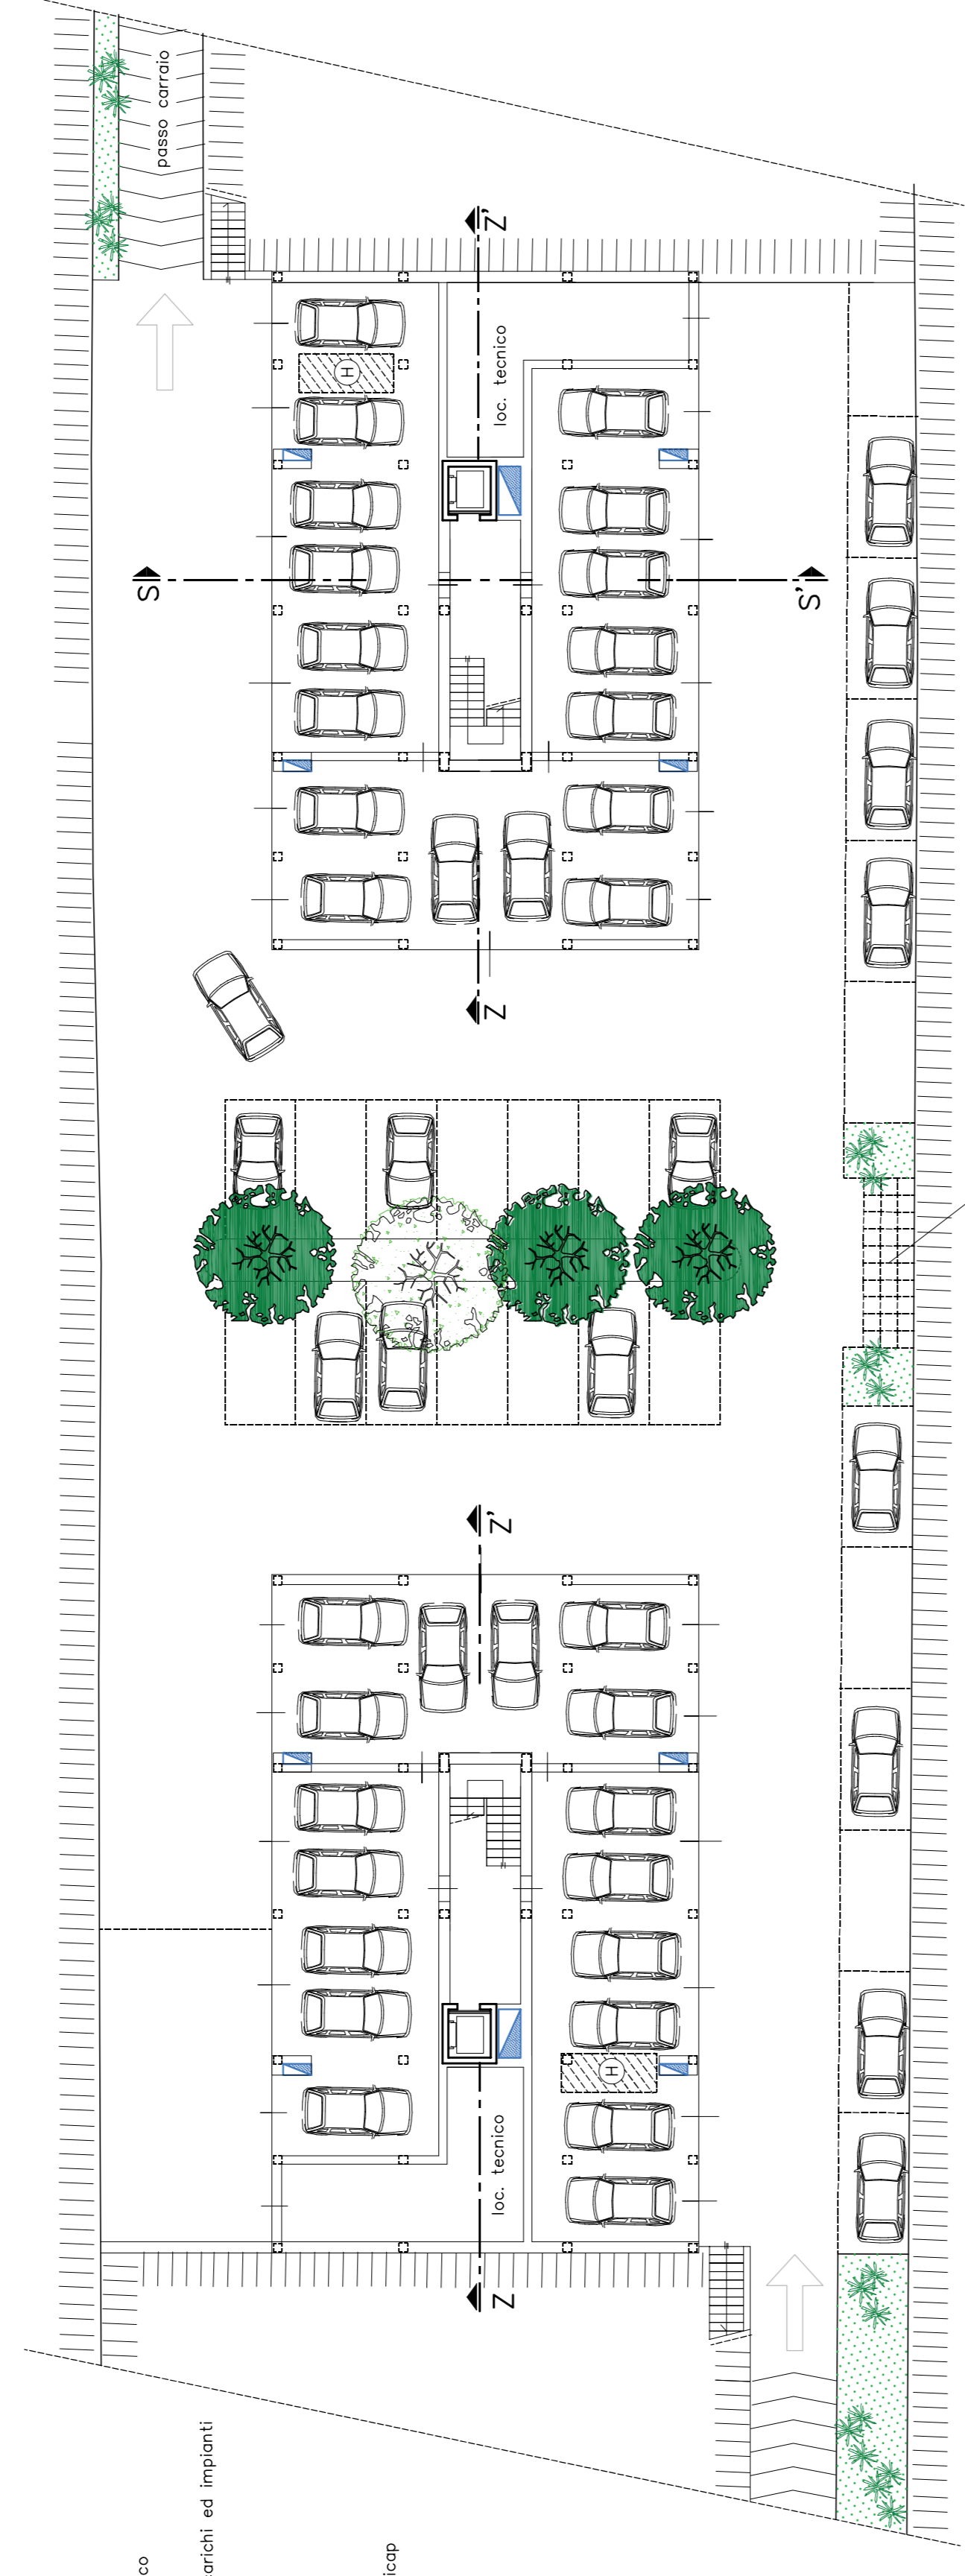 passo carraio
Z'
H
loc. tecnico
S
S'
Z
Z'
H
loc. tecnico
Z
arichi ed impianti
co
icap